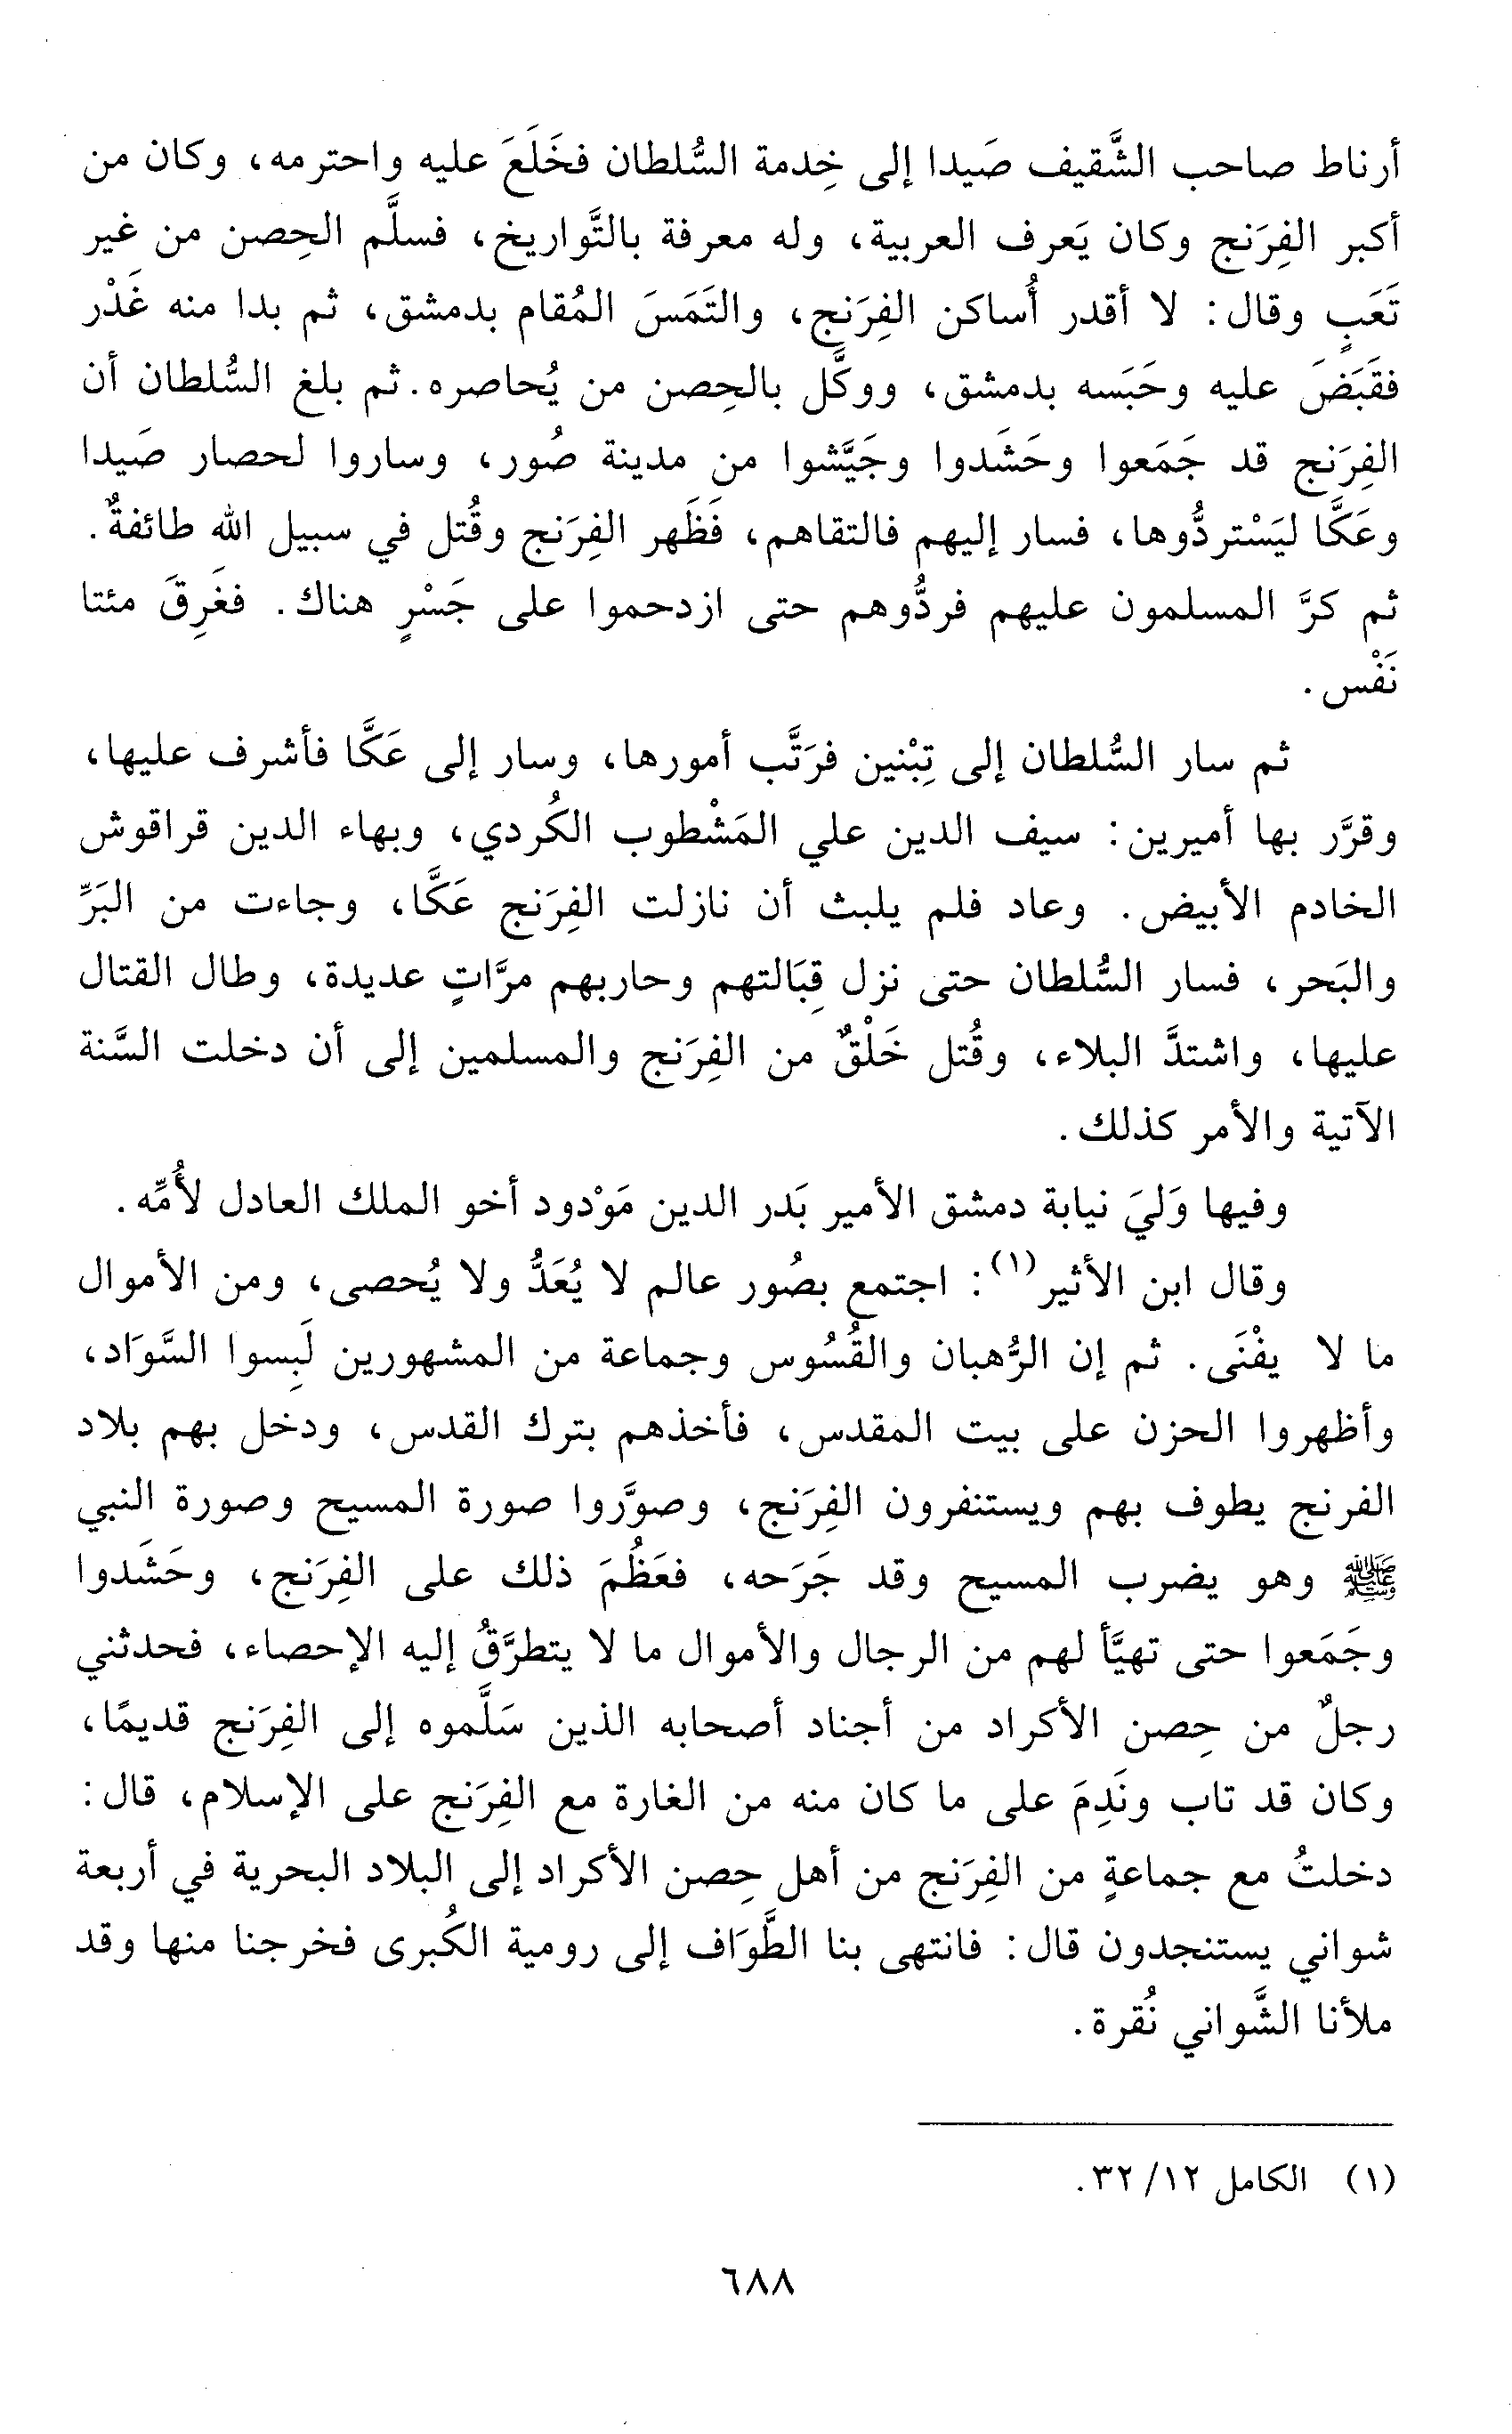 أرناط صاحب الشَّقيف صَيدا إلى خِدمة السُّلطان فخَلَعَ عليه واحترمه، وكان من
أكبر الفِرَنج وكان يَعرف العربية، وله معرفة بالتَّواريخ، فسلَّم الحِصن من غير
تَعَبٍ وقال: لا أقدر أُساكن الفِرَنج، والتَمَسَ المُقام بدمشق، ثم بدا منه غَدْر
فقَبَضَ عليه وحَبَسه بدمشق، ووكَّل بالحِصن من يُحاصره. ثم بلغ السُّلطان أن
الفِرَنج قد جَمَعوا وحَشَدوا وجَيَّشوا من مدينة صُور، وساروا لحصار صَيدا
وعَكَّا ليَسْتردُّوها، فسار إليهم فالتقاهم، فَظَهر الفِرَنج وقُتل في سبيل الله طائفةٌ.
ثم كرَّ المسلمون عليهم فردُّوهم حتى ازدحموا على جَسْرٍ هناك. فغَرِقَ مئتا
نَفْس.
ثم سار السُّلطان إلى تِبْنين فرَتَّب أمورها، وسار إلى عَكَّا فأشرف عليها،
وقرَّر بها أميرين: سيف الدين علي المَشْطوب الكُردي، وبهاء الدين قراقوش
الخادم الأبيض. وعاد فلم يلبث أن نازلت الفِرَنج عَكَّا، وجاءت من البَرِّ
والبَحر، فسار السُّلطان حتى نزل قِبَالتهم وحاربهم مرَّاتٍ عديدة، وطال القتال
عليها، واشتدَّ البلاء، وقُتل خَلْقٌ من الفِرَنج والمسلمين إلى أن دخلت السَّنة
الآتية والأمر كذلك.
وفيها وَليَ نيابة دمشق الأمير بَدر الدين مَوْدود أخو الملك العادل لأُمِّه.
وقال ابن الأثير(١): اجتمع بصُور عالم لا يُعَدُّ ولا يُحصى، ومن الأموال
ما لا يفْنَى. ثم إن الرُّهبان والقُسُوس وجماعة من المشهورين لَبِسوا السَّوَاد،
وأظهروا الحزن على بيت المقدس، فأخذهم بترك القدس، ودخل بهم بلاد
الفرنج يطوف بهم ويستنفرون الفِرَنج، وصوَّروا صورة المسيح وصورة النبي
ﷺ وهو يضرب المسيح وقد جَرَحه، فعَظُمَ ذلك على الفِرَنج، وحَشَدوا
وجَمَعوا حتى تهيَّأ لهم من الرجال والأموال ما لا يتطرَّقُ إليه الإحصاء، فحدثني
رجلٌ من حِصن الأكراد من أجناد أصحابه الذين سَلَّموه إلى الفِرَنج قديمًا،
وكان قد تاب ونَدِمَ على ما كان منه من الغارة مع الفِرَنج على الإسلام، قال:
دخلتُ مع جماعةٍ من الفِرَنج من أهل حِصن الأكراد إلى البلاد البحرية في أربعة
شواني يستنجدون قال: فانتهى بنا الطَّوَاف إلى رومية الكُبرى فخرجنا منها وقد
ملأنا الشَّواني نُقرة.
(١) الكامل ١٢/ ٣٢.
٦٨٨